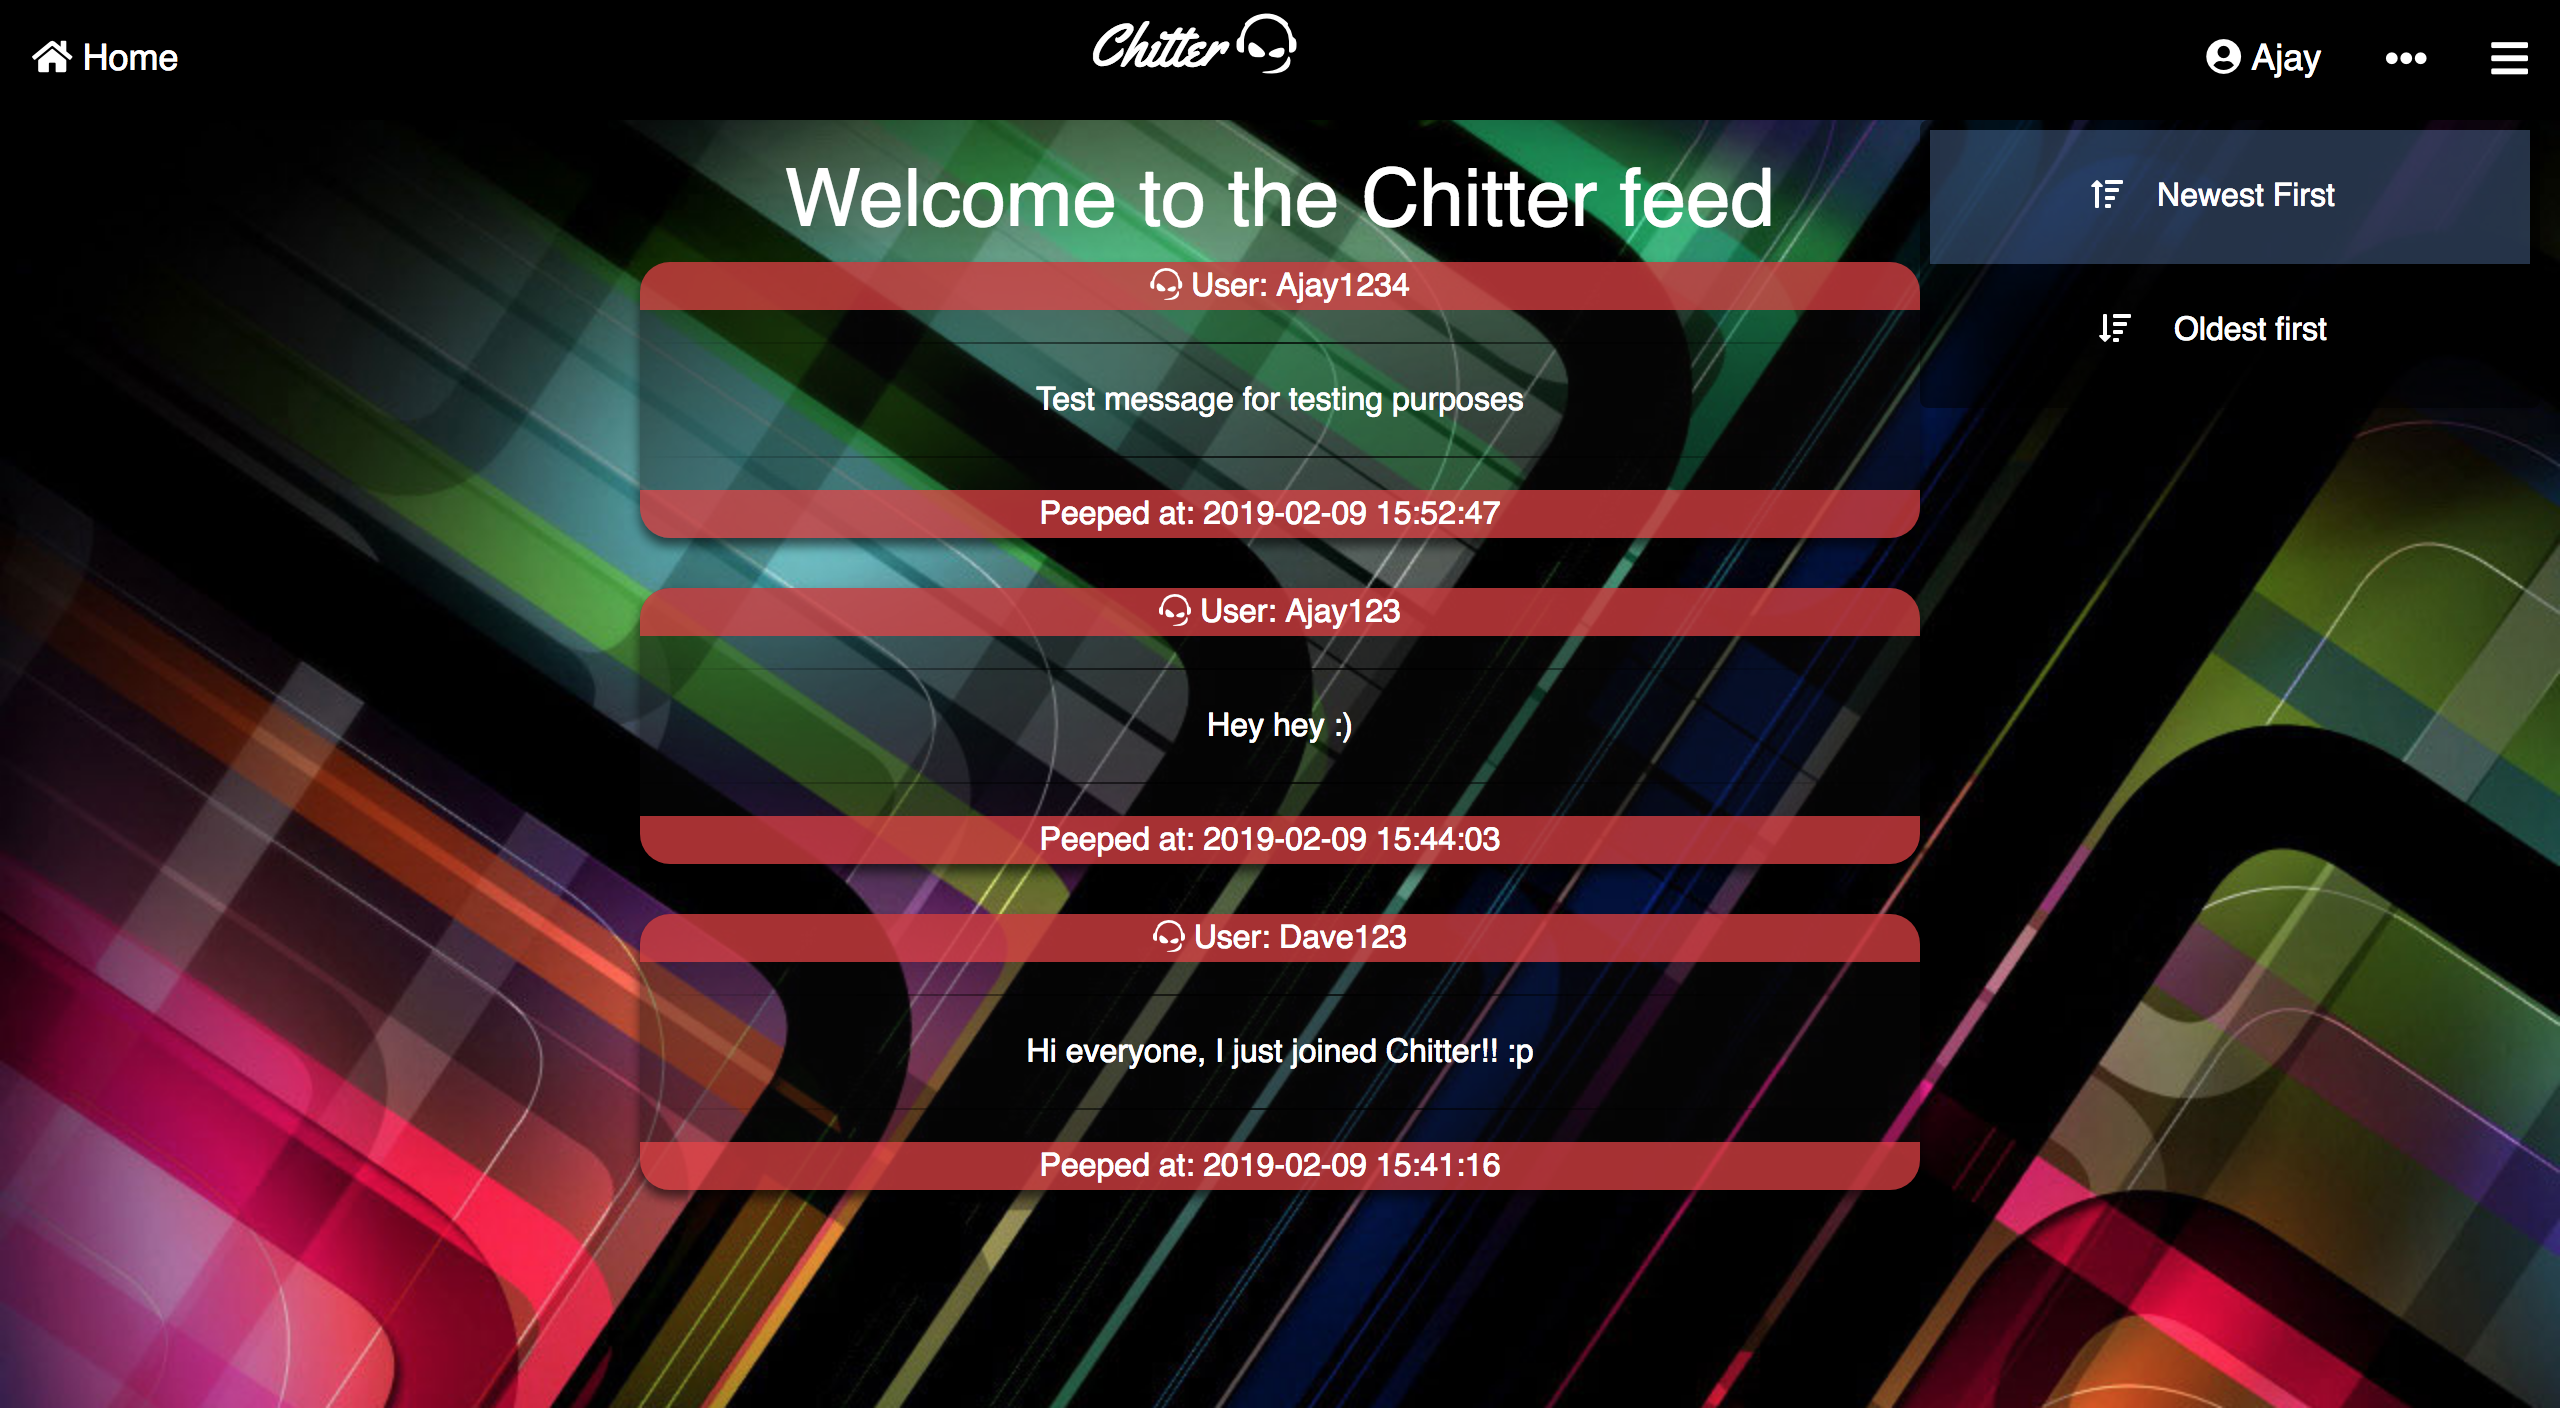 Home
Chitter
Ajay
Welcome to the Chitter feed
Newest First
Oldest first
User: Ajay1234
Test message for testing purposes
Peeped at: 2019-02-09 15:52:47
User: Ajay123
Hey hey :)
Peeped at: 2019-02-09 15:44:03
User: Dave123
Hi everyone, I just joined Chitter!! :p
Peeped at: 2019-02-09 15:41:16